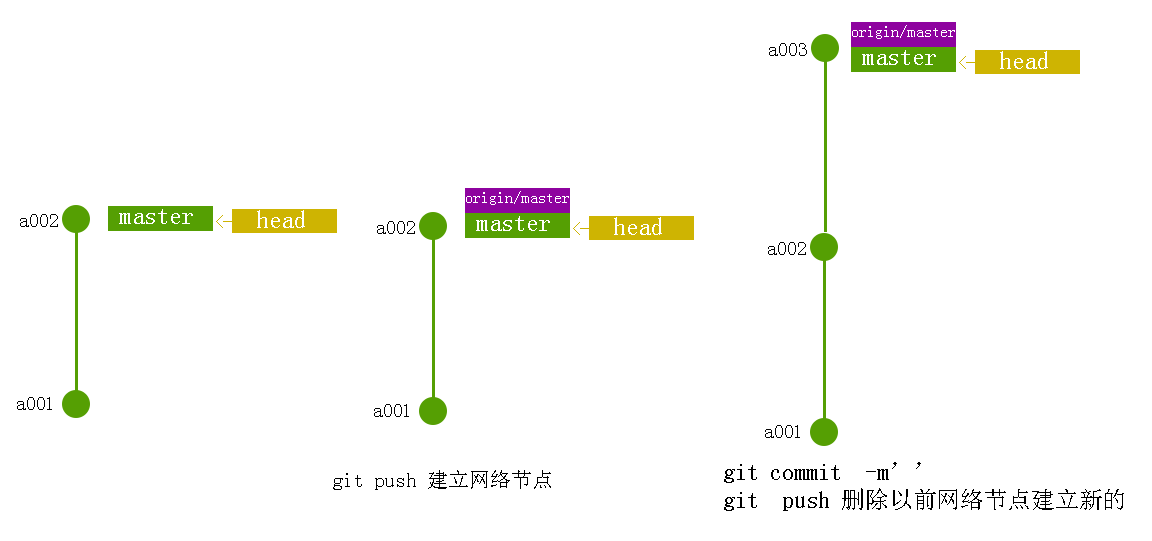 a002
master
head
a001
origin/master
a002
master
head
a001
git push 建立网络节点
origin/master
a003
master
head
a002
a001
git commit -m' '
git push 删除以前网络节点建立新的